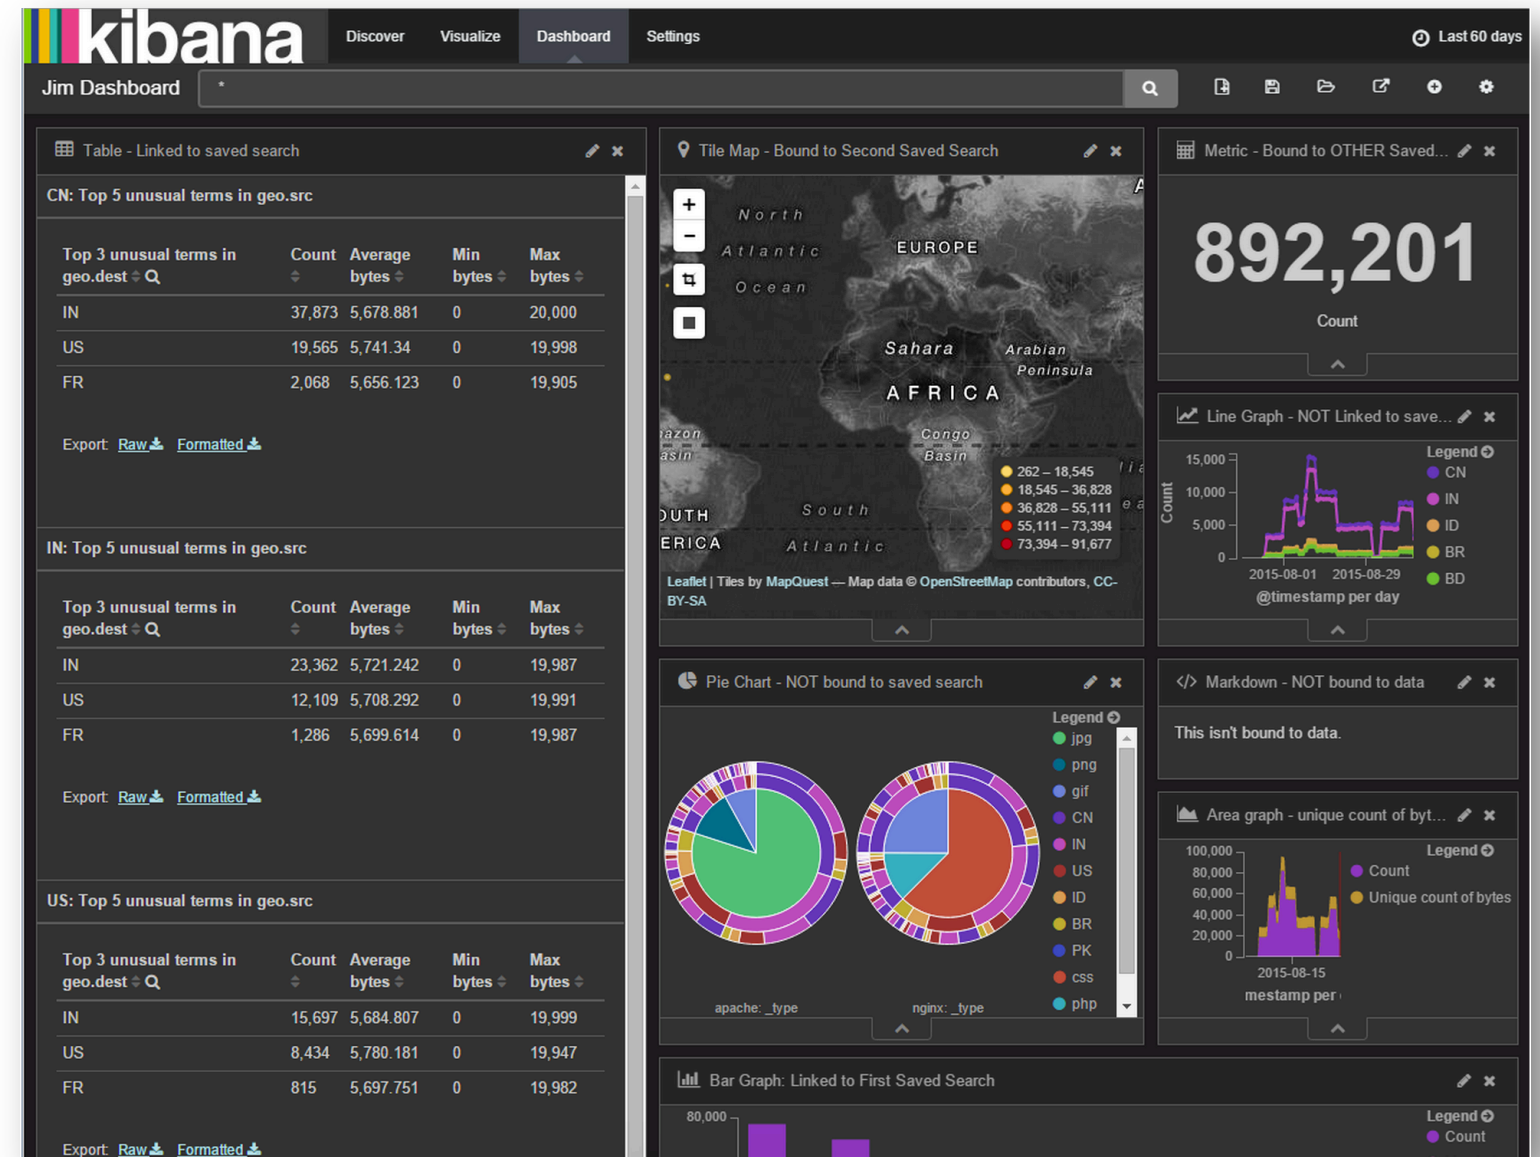 kibana
Discover Visualize Dashboard Settings Last 60 days
Jim Dashboard *
Table - Linked to saved search
CN: Top 5 unusual terms in geo.src
Top 3 unusual terms in geo.dest Count Average bytes Min bytes Max bytes
IN 37,873 5,678.881 0 20,000
US 19,565 5,741.34 0 19,998
FR 2,068 5,656.123 0 19,905
Export: Raw Formatted
IN: Top 5 unusual terms in geo.src
Top 3 unusual terms in geo.dest Count Average bytes Min bytes Max bytes
IN 23,362 5,721.242 0 19,987
US 12,109 5,708.292 0 19,991
FR 1,286 5,699.614 0 19,987
Export: Raw Formatted
US: Top 5 unusual terms in geo.src
Top 3 unusual terms in geo.dest Count Average bytes Min bytes Max bytes
IN 15,697 5,684.807 0 19,999
US 8,434 5,780.181 0 19,947
FR 815 5,697.751 0 19,982
Export: Raw Formatted
Tile Map - Bound to Second Saved Search
+
−
North
Atlantic
Ocean
EUROPE
A
Sahara
Arabian
Peninsula
AFRICA
azon
asin
Congo
Basin
OUTH
ERICA
South
Atlantic
262 – 18,545
18,545 – 36,828
36,828 – 55,111
55,111 – 73,394
73,394 – 91,677
Leaflet | Tiles by MapQuest — Map data © OpenStreetMap contributors, CC-
BY-SA
Pie Chart - NOT bound to saved search
Legend
jpg
png
gif
CN
IN
US
ID
BR
PK
css
php
apache: _type
nginx: _type
Metric - Bound to OTHER Saved...
892,201
Count
Line Graph - NOT Linked to save...
Legend
CN
IN
ID
BR
BD
Count
15,000
10,000
5,000
0
2015-08-01 2015-08-29
@timestamp per day
Markdown - NOT bound to data
This isn't bound to data.
Area graph - unique count of byt...
Legend
Count
Unique count of bytes
100,000
80,000
60,000
40,000
20,000
0
2015-08-15
mestamp per
Bar Graph: Linked to First Saved Search
80,000
Legend
Count